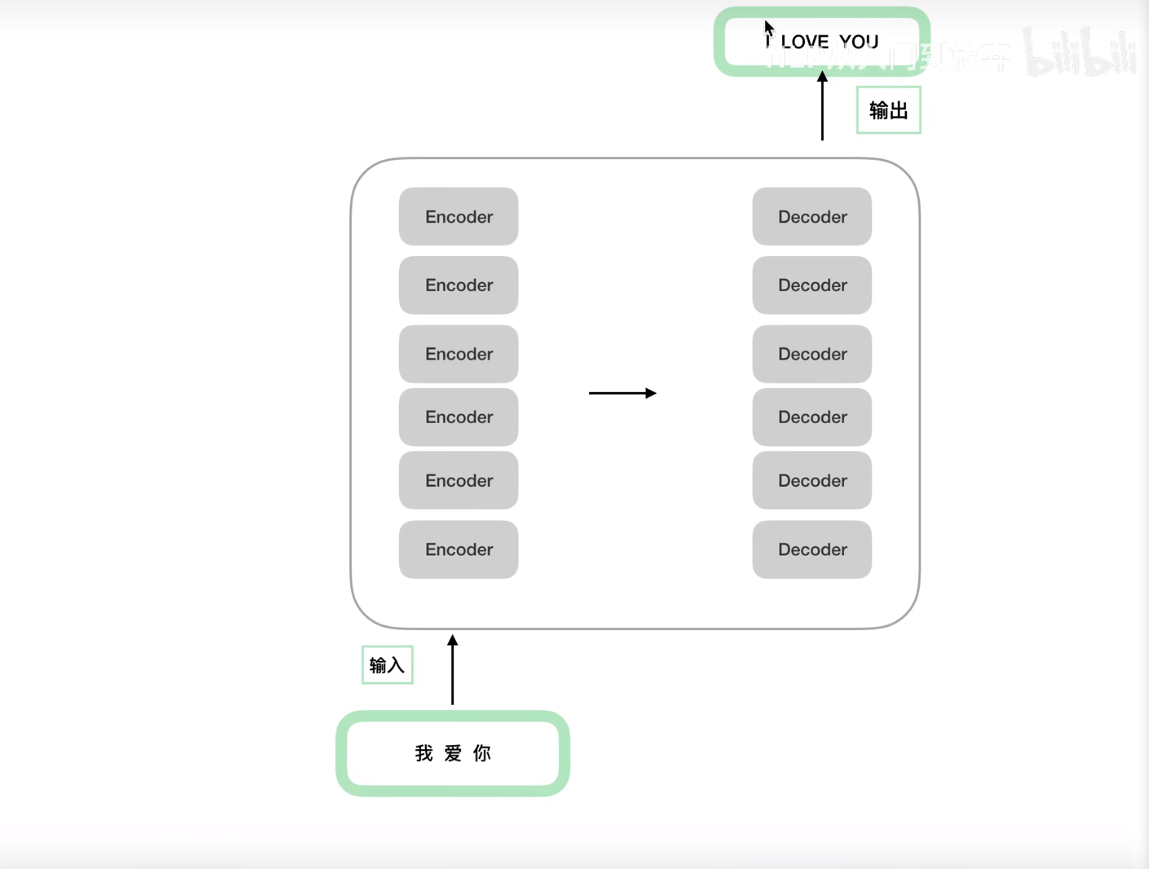 I LOVE YOU
bilibili
输出
Encoder
Decoder
Encoder
Decoder
Encoder
Decoder
Encoder
Decoder
Encoder
Decoder
Encoder
Decoder
输入
我 爱 你